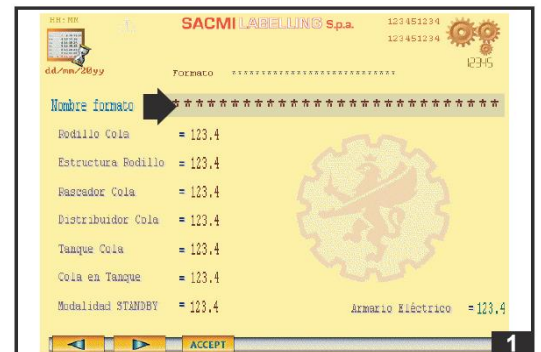 HH:MM SACMI LABELLING S.p.a. 123451234
123451234
dd/mm/20yy 12345
Formato ****************************
Nombre formato ****************************
Rodillo Cola = 123.4
Estructura Rodillo = 123.4
Rascador Cola = 123.4
Distribuidor Cola = 123.4
Tanque Cola = 123.4
Cola en Tanque = 123.4
Modalidad STANDBY = 123.4 Armario Eléctrico = 123.4
ACCEPT 1